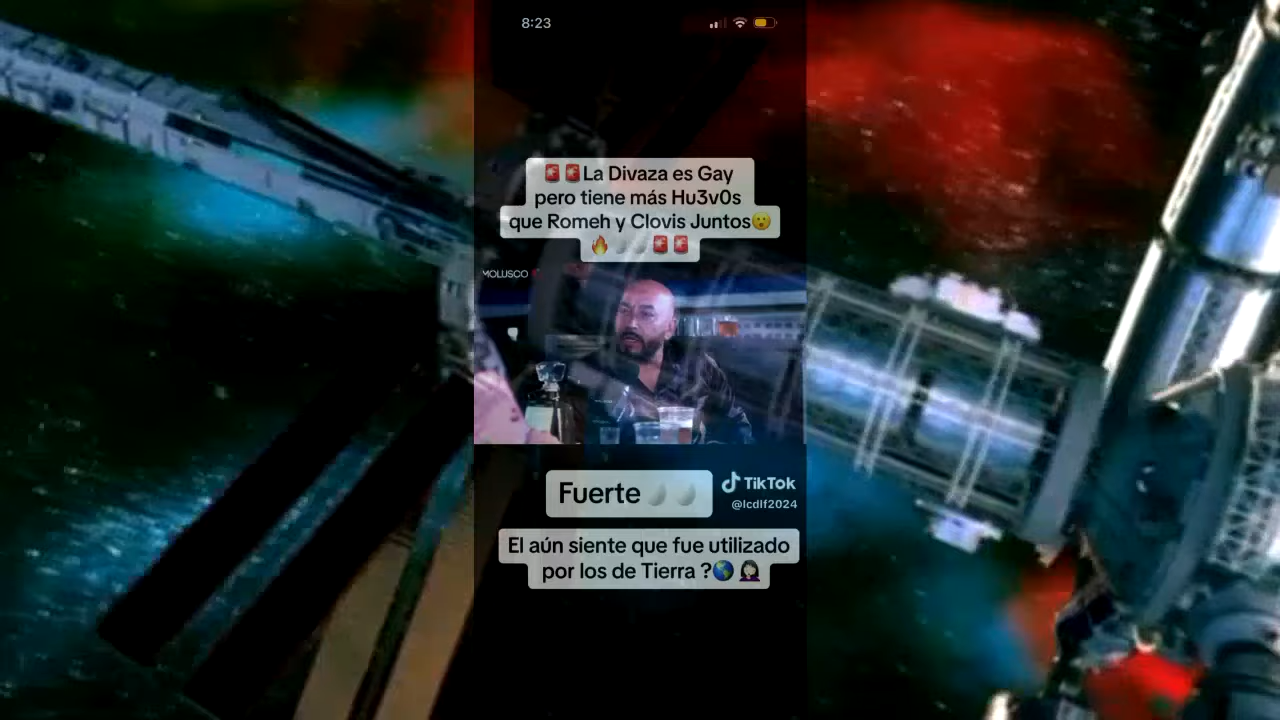 8:23
🚨🚨La Divaza es Gay
pero tiene más Hu3v0s
que Romeh y Clovis Juntos😮
🔥🥚🥚🚨🚨
MOLUSCO
Fuerte🥚🥚
TikTok
@lcdlf2024
El aún siente que fue utilizado
por los de Tierra ?🌎🤦🏻‍♀️